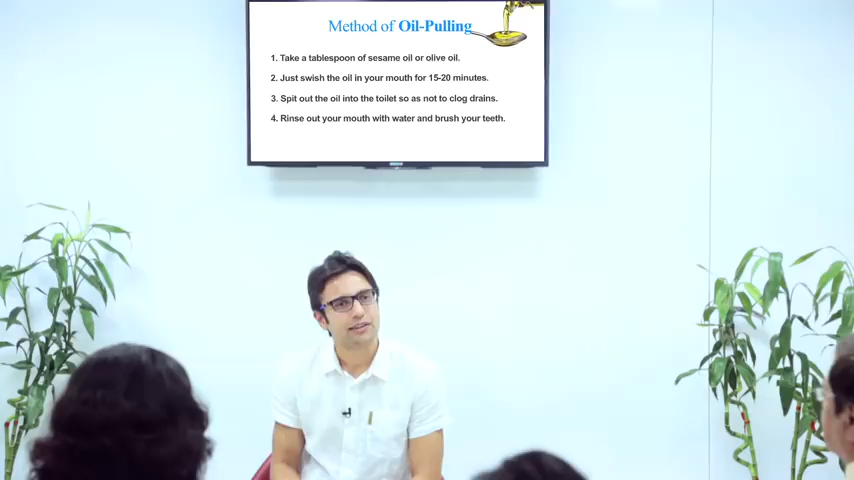 Method of Oil-Pulling
1. Take a tablespoon of sesame oil or olive oil.
2. Just swish the oil in your mouth for 15-20 minutes.
3. Spit out the oil into the toilet so as not to clog drains.
4. Rinse out your mouth with water and brush your teeth.